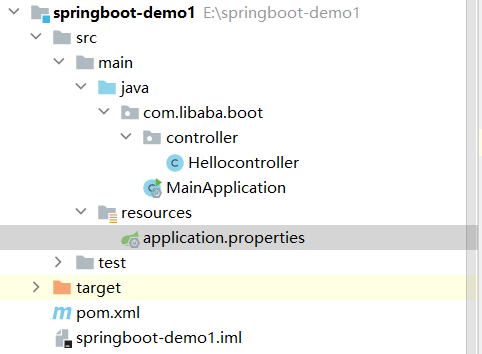 springboot-demo1 E:\springboot-demo1
src
main
java
com.libaba.boot
controller
Hellocontroller
MainApplication
resources
application.properties
test
target
pom.xml
springboot-demo1.iml